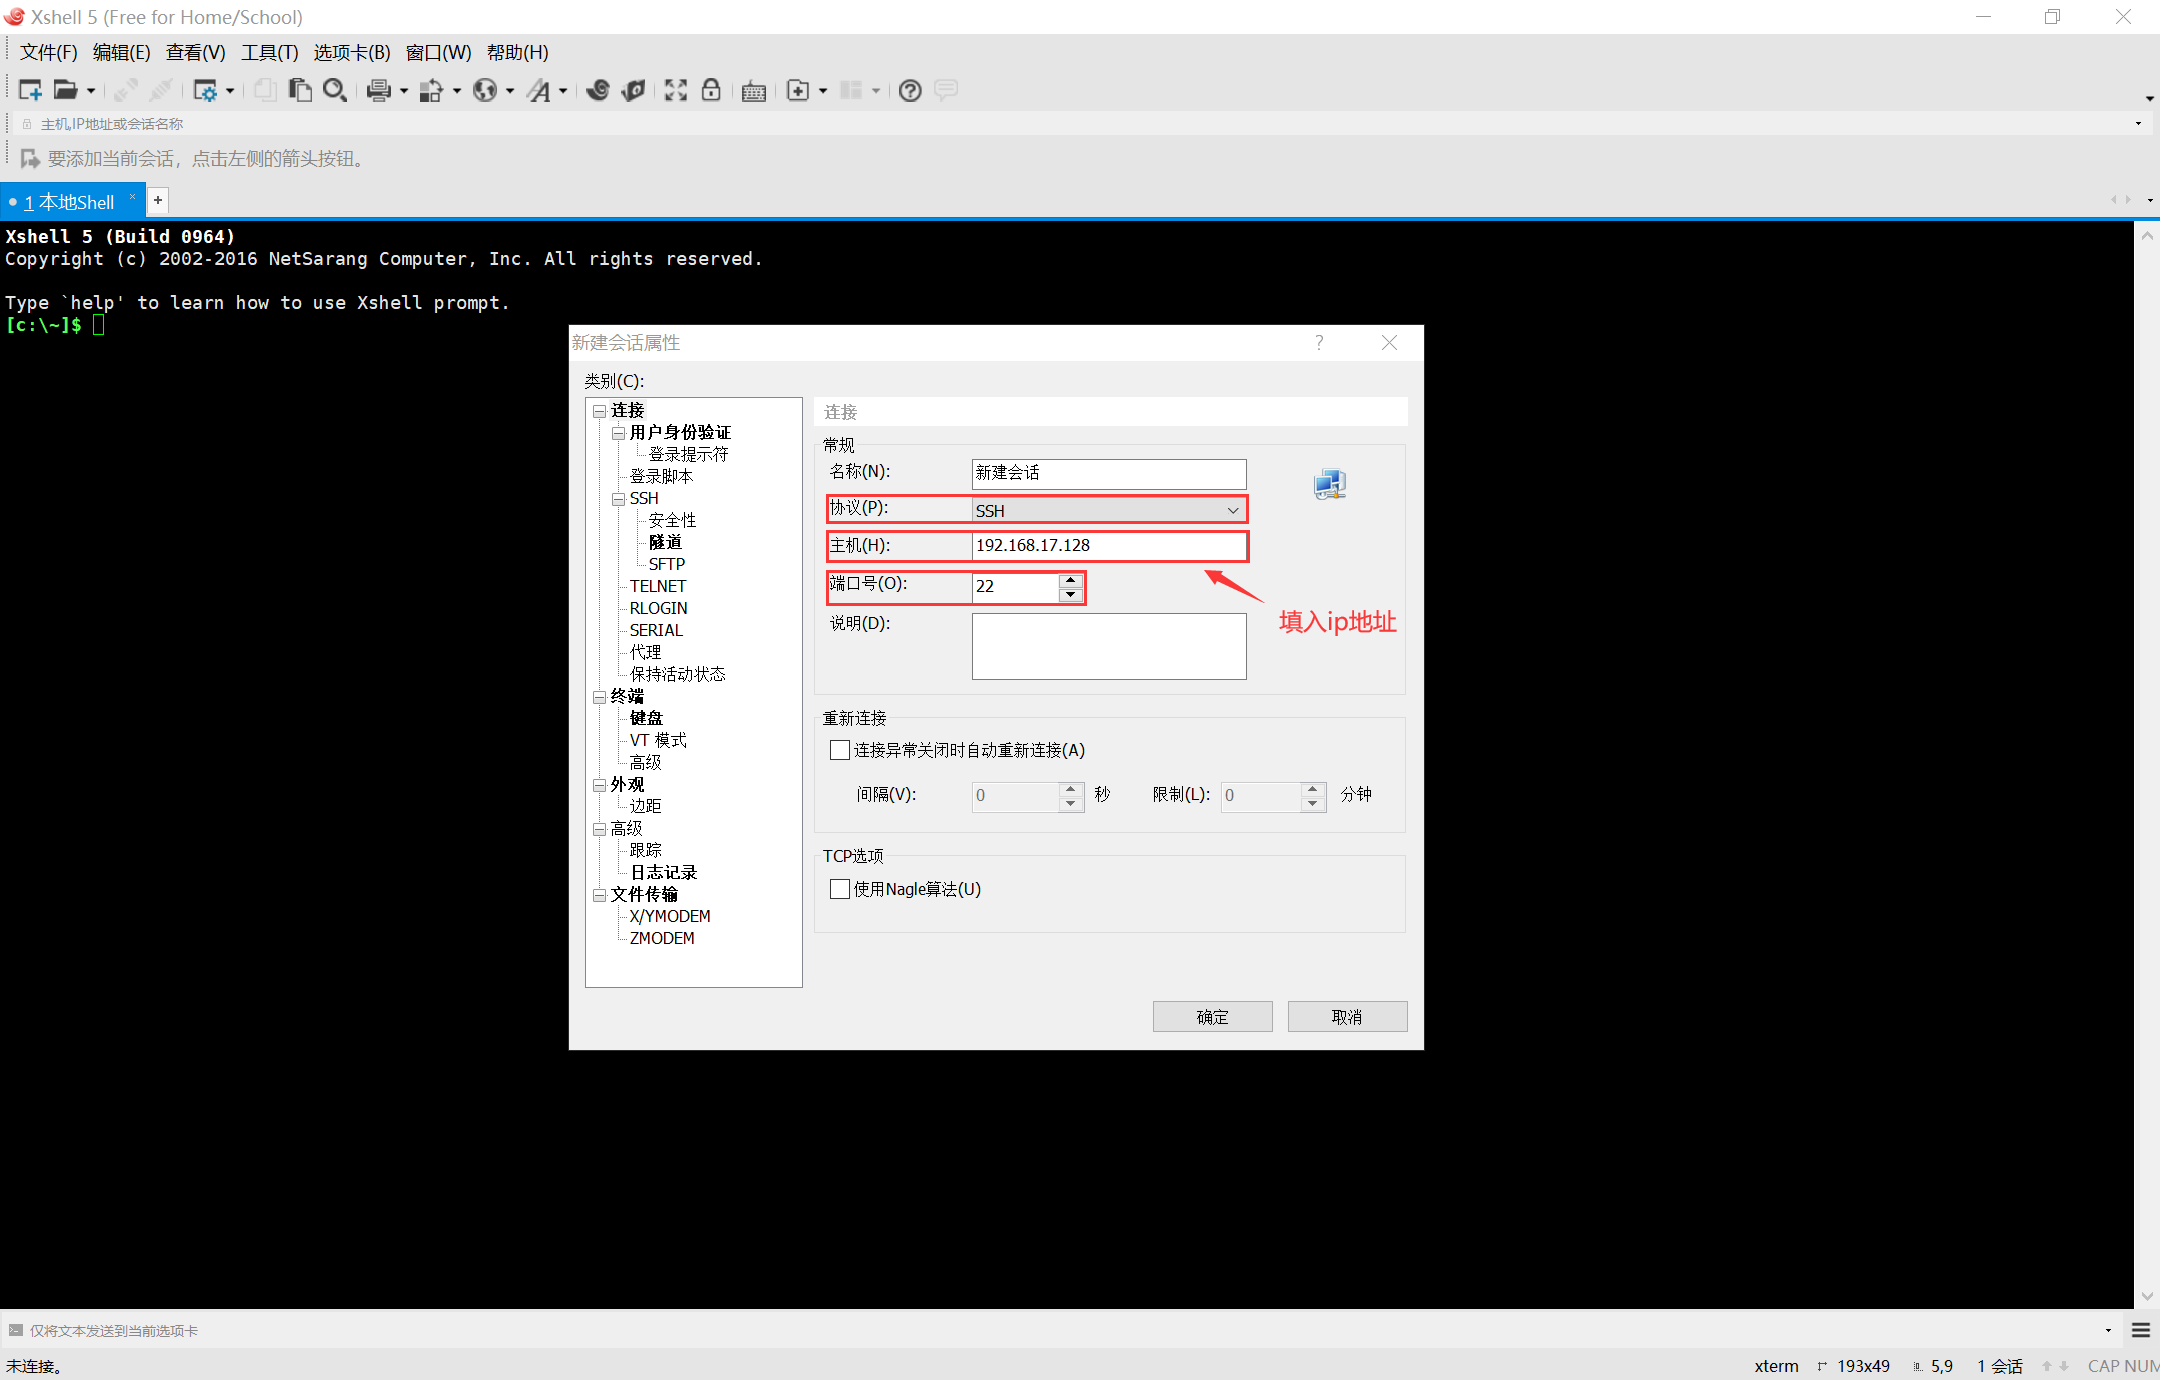 Xshell 5 (Free for Home/School)
文件(F) 编辑(E) 查看(V) 工具(T) 选项卡(B) 窗口(W) 帮助(H)
主机,IP地址或会话名称
要添加当前会话，点击左侧的箭头按钮。
1 本地Shell × +
Xshell 5 (Build 0964)
Copyright (c) 2002-2016 NetSarang Computer, Inc. All rights reserved.
Type `help' to learn how to use Xshell prompt.
[c:\~]$
新建会话属性
类别(C):
连接
用户身份验证
登录提示符
登录脚本
SSH
安全性
隧道
SFTP
TELNET
RLOGIN
SERIAL
代理
保持活动状态
终端
键盘
VT 模式
高级
外观
边距
高级
跟踪
日志记录
文件传输
X/YMODEM
ZMODEM
连接
常规
名称(N): 新建会话
协议(P): SSH
主机(H): 192.168.17.128
端口号(O): 22
填入ip地址
说明(D):
重新连接
连接异常关闭时自动重新连接(A)
间隔(V): 0 秒 限制(L): 0 分钟
TCP选项
使用Nagle算法(U)
确定 取消
仅将文本发送到当前选项卡
未连接。 xterm 193x49 5,9 1 会话 CAP NUM